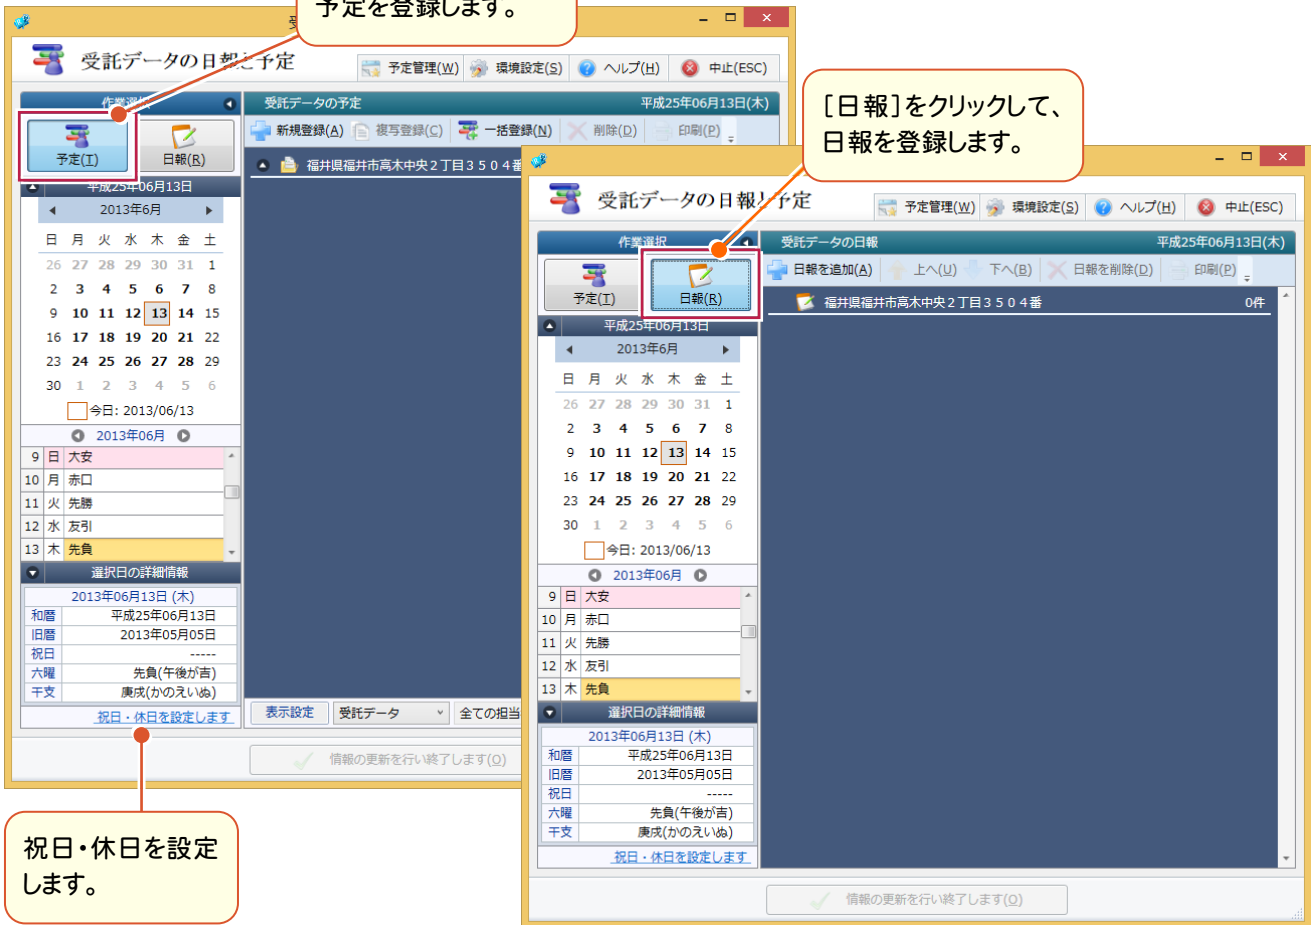 予定を登録します。
受託データの日報と予定
予定管理(W)
環境設定(S)
ヘルプ(H)
中止(ESC)
作業選択
予定(T)
日報(R)
受託データの予定
平成25年06月13日(木)
新規登録(A)
複写登録(C)
一括登録(N)
削除(D)
印刷(P)
福井県福井市高木中央2丁目3504番
平成25年06月13日
2013年6月
日 月 火 水 木 金 土
26 27 28 29 30 31 1
2 3 4 5 6 7 8
9 10 11 12 13 14 15
16 17 18 19 20 21 22
23 24 25 26 27 28 29
30 1 2 3 4 5 6
今日: 2013/06/13
2013年06月
9 日 大安
10 月 赤口
11 火 先勝
12 水 友引
13 木 先負
選択日の詳細情報
2013年06月13日 (木)
和暦 平成25年06月13日
旧暦 2013年05月05日
祝日 -----
六曜 先負(午後が吉)
干支 庚戌(かのえいぬ)
祝日・休日を設定します
表示設定
受託データ
全ての担当
情報の更新を行い終了します(O)
祝日・休日を設定
します。
[日報]をクリックして、
日報を登録します。
受託データの日報と予定
予定管理(W)
環境設定(S)
ヘルプ(H)
中止(ESC)
作業選択
予定(T)
日報(R)
受託データの日報
平成25年06月13日(木)
日報を追加(A)
上へ(U)
下へ(B)
日報を削除(D)
印刷(P)
福井県福井市高木中央2丁目3504番
0件
平成25年06月13日
2013年6月
日 月 火 水 木 金 土
26 27 28 29 30 31 1
2 3 4 5 6 7 8
9 10 11 12 13 14 15
16 17 18 19 20 21 22
23 24 25 26 27 28 29
30 1 2 3 4 5 6
今日: 2013/06/13
2013年06月
9 日 大安
10 月 赤口
11 火 先勝
12 水 友引
13 木 先負
選択日の詳細情報
2013年06月13日 (木)
和暦 平成25年06月13日
旧暦 2013年05月05日
祝日 -----
六曜 先負(午後が吉)
干支 庚戌(かのえいぬ)
祝日・休日を設定します
情報の更新を行い終了します(O)